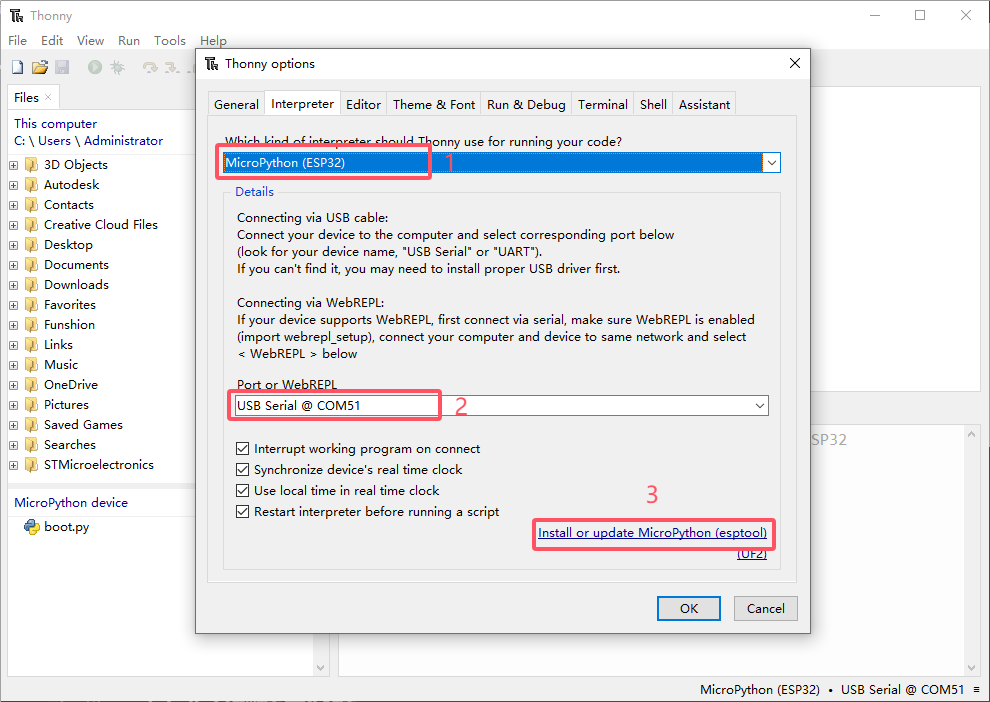 Thonny
File Edit View Run Tools Help
Files ×
This computer
C: \ Users \ Administrator
3D Objects
Autodesk
Contacts
Creative Cloud Files
Desktop
Documents
Downloads
Favorites
Funshion
Links
Music
OneDrive
Pictures
Saved Games
Searches
STMicroelectronics
MicroPython device
boot.py
Thonny options
General Interpreter Editor Theme & Font Run & Debug Terminal Shell Assistant
Which kind of interpreter should Thonny use for running your code?
MicroPython (ESP32) 1
Details
Connecting via USB cable:
Connect your device to the computer and select corresponding port below
(look for your device name, "USB Serial" or "UART").
If you can't find it, you may need to install proper USB driver first.
Connecting via WebREPL:
If your device supports WebREPL, first connect via serial, make sure WebREPL is enabled
(import webrepl_setup), connect your computer and device to same network and select
< WebREPL > below
Port or WebREPL
USB Serial @ COM51 2
Interrupt working program on connect
Synchronize device's real time clock
Use local time in real time clock
Restart interpreter before running a script
3
Install or update MicroPython (esptool)
(UF2)
OK Cancel
SP32
MicroPython (ESP32) • USB Serial @ COM51 ≡